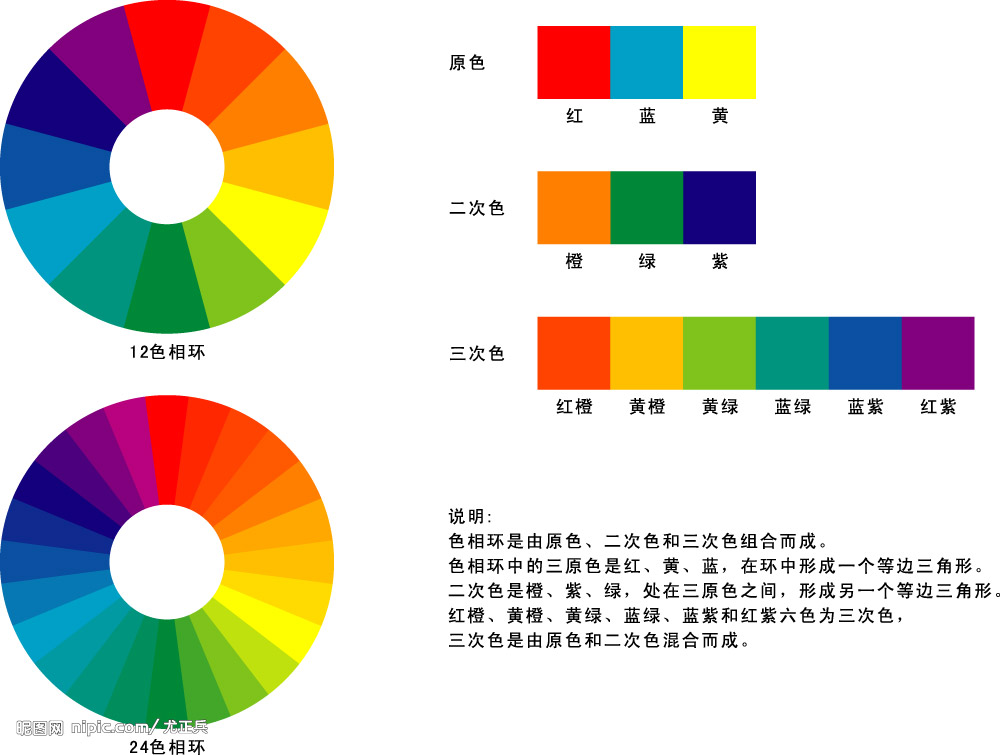 原色
红 蓝 黄
二次色
橙 绿 紫
12色相环
三次色
红橙 黄橙 黄绿 蓝绿 蓝紫 红紫
说明:
色相环是由原色、二次色和三次色组合而成。
色相环中的三原色是红、黄、蓝，在环中形成一个等边三角形。
二次色是橙、紫、绿，处在三原色之间，形成另一个等边三角形。
红橙、黄橙、黄绿、蓝绿、蓝紫和红紫六色为三次色，
三次色是由原色和二次色混合而成。
昵图网 nipic.com/尤正兵
24色相环